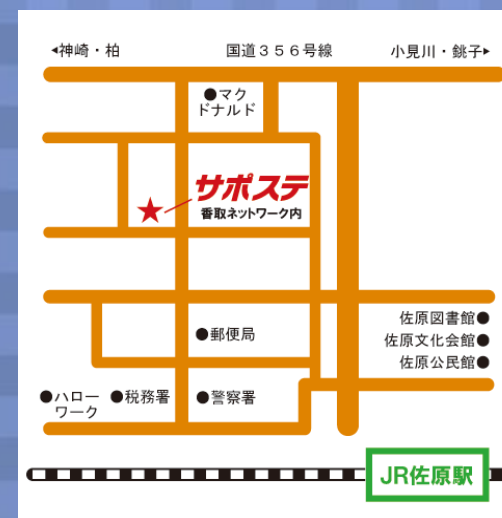 ◂神崎・柏
国道３５６号線
小見川・銚子▸
●マク
ドナルド
サポステ
香取ネットワーク内
●郵便局
佐原図書館●
佐原文化会館●
佐原公民館●
●ハロー
ワーク
●税務署
●警察署
JR佐原駅